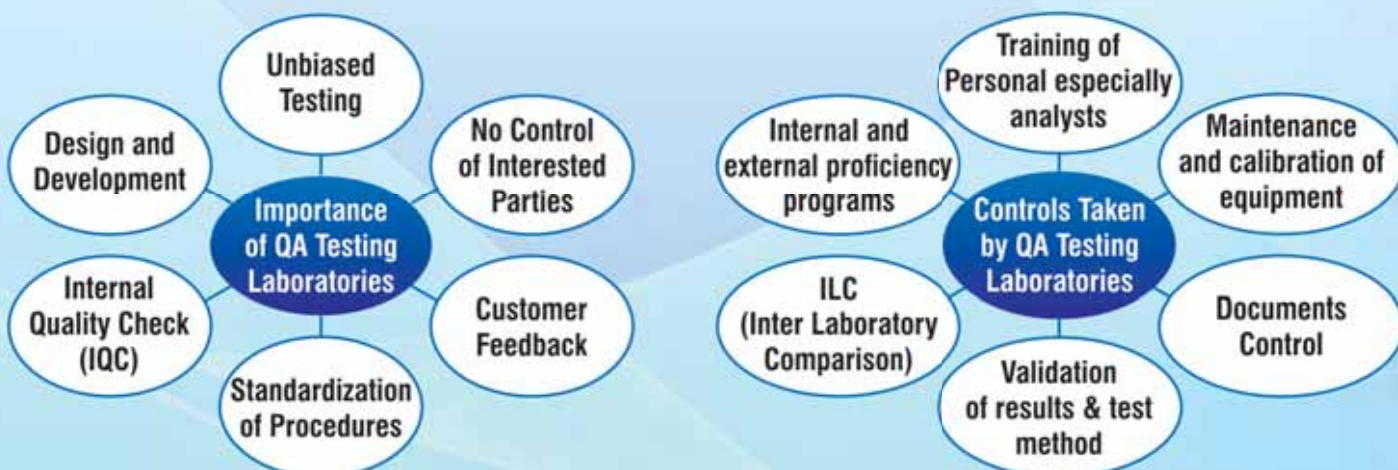 Unbiased
Testing
No Control
of Interested
Parties
Customer
Feedback
Standardization
of Procedures
Internal
Quality Check
(IQC)
Design and
Development
Importance
of QA Testing
Laboratories
Training of
Personal especially
analysts
Maintenance
and calibration of
equipment
Documents
Control
Validation
of results & test
method
ILC
(Inter Laboratory
Comparison)
Internal and
external proficiency
programs
Controls Taken
by QA Testing
Laboratories